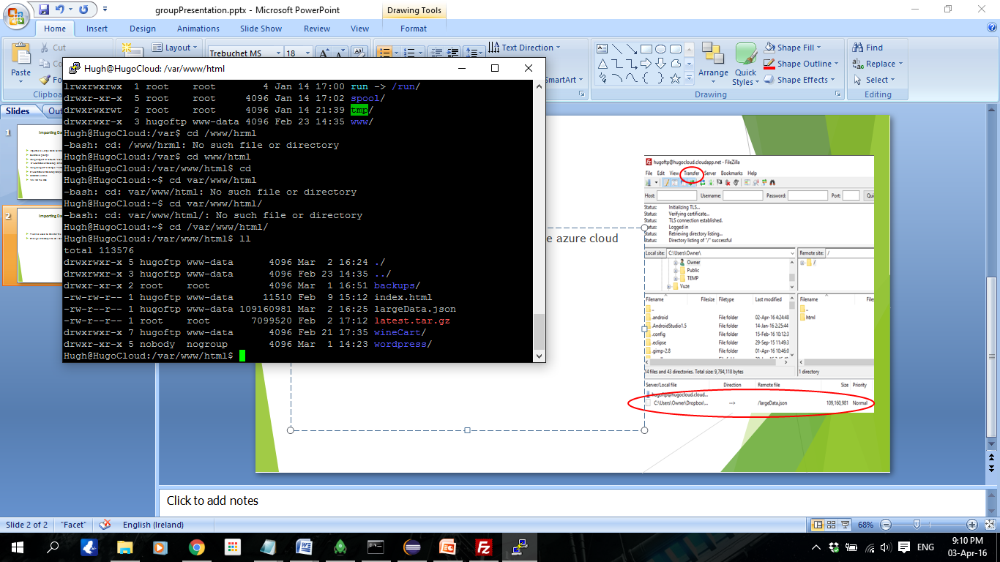 groupPresentation.pptx - Microsoft PowerPoint
Drawing Tools
Home Insert Design Animations Slide Show Review View Format
Paste
Cut
Layout
Trebuchet MS 18
Text Direction
SmartArt
Arrange
Quick Styles
Shape Fill
Shape Outline
Shape Effects
Drawing
Find
Replace
Select
Editing
Slides
1
2
Hugh@HugoCloud: /var/www/html
lrwxrwxrwx 1 root root 4 Jan 14 17:00 run -> /run/
drwxr-xr-x 5 root root 4096 Jan 14 17:02 spool/
drwxrwxrwt 2 root root 4096 Jan 14 21:39 tmp/
drwxrwxr-x 3 hugoftp www-data 4096 Feb 23 14:35 www/
Hugh@HugoCloud:/var$ cd /www/hrml
-bash: cd: /www/hrml: No such file or directory
Hugh@HugoCloud:/var$ cd www/html
Hugh@HugoCloud:/var/www/html$ cd
Hugh@HugoCloud:~$ cd var/www/html
-bash: cd: var/www/html: No such file or directory
Hugh@HugoCloud:~$ cd var/www/html/
-bash: cd: var/www/html/: No such file or directory
Hugh@HugoCloud:~$ cd /var/www/html/
Hugh@HugoCloud:/var/www/html$ ll
total 113576
drwxrwxr-x 5 hugoftp www-data 4096 Mar 2 16:24 ./
drwxrwxr-x 3 hugoftp www-data 4096 Feb 23 14:35 ../
drwxr-xr-x 2 root root 4096 Mar 1 16:51 backups/
-rw-rw-r-- 1 hugoftp www-data 11510 Feb 9 15:12 index.html
-rw-r--r-- 1 hugoftp www-data 109160981 Mar 2 16:25 largeData.json
-rw-r--r-- 1 root root 7099520 Feb 2 17:12 latest.tar.gz
drwxrwxr-x 7 hugoftp www-data 4096 Feb 21 17:35 wineCart/
drwxr-xr-x 5 nobody nogroup 4096 Mar 1 14:23 wordpress/
Hugh@HugoCloud:/var/www/html$
e azure cloud
hugoftp@hugocloud.cloudapp.net - FileZilla
File Edit View Transfer Server Bookmarks Help
Host: Username: Password: Port: Qui
Status: Initializing TLS...
Status: Verifying certificate...
Status: TLS connection established.
Status: Logged in
Status: Retrieving directory listing...
Status: Directory listing of "/" successful
Local site: C:\Users\Owner\
Remote site: /
Owner
Public
TEMP
Vuze
/
Filename Filesize Filetype Last modified
..
.android File folder 02-Apr-16 4:24:48
.AndroidStudio1.5 File folder 14-Jan-16 2:25:44
.config File folder 15-Feb-16 10:12:3
.eclipse File folder 29-Sep-15 11:49:3
.gimp-2.8 File folder 01-Apr-16 10:46:0
14 files and 43 directories. Total size: 9,794,118 bytes
Filename Files
..
html
1 directory
Server/Local file Direction Remote file Size Priority
hugoftp@hugocloud.cloud...
C:\Users\Owner\Dropbox\... --> /largeData.json 109,160,981 Normal
Click to add notes
Slide 2 of 2 "Facet" English (Ireland) 68%
ENG
9:10 PM
03-Apr-16